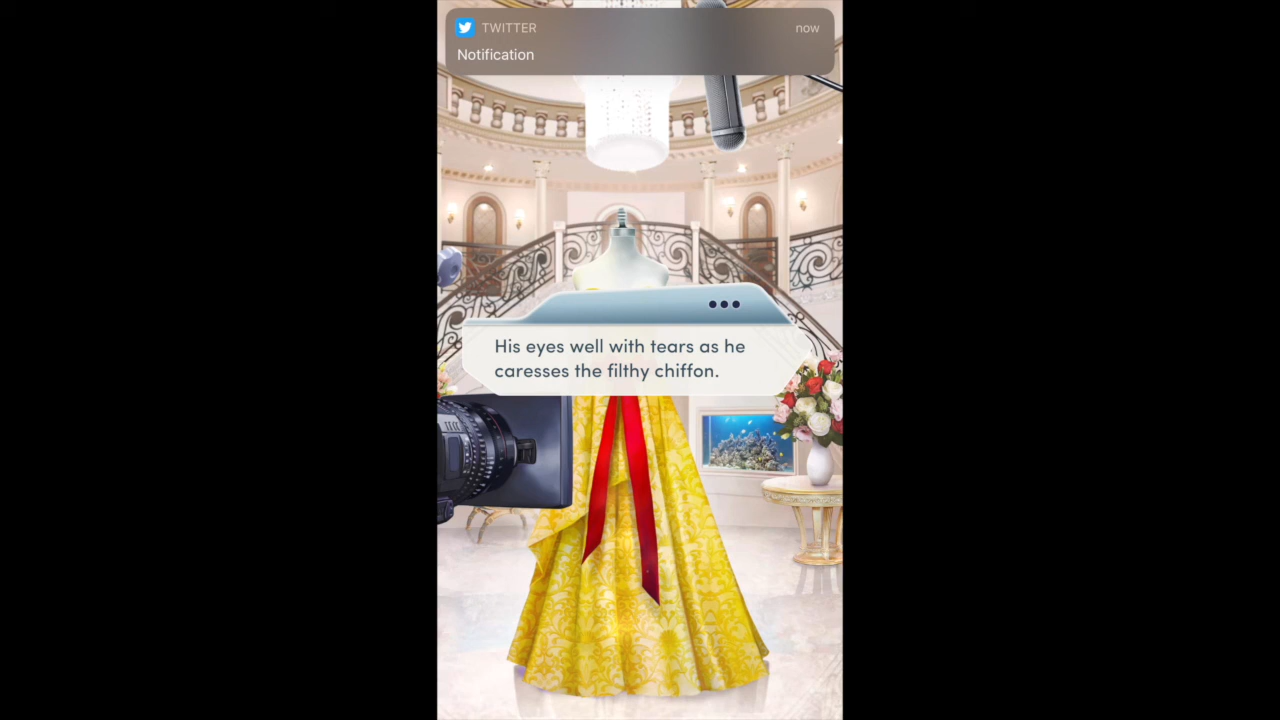 TWITTER
now
Notification
His eyes well with tears as he
caresses the filthy chiffon.